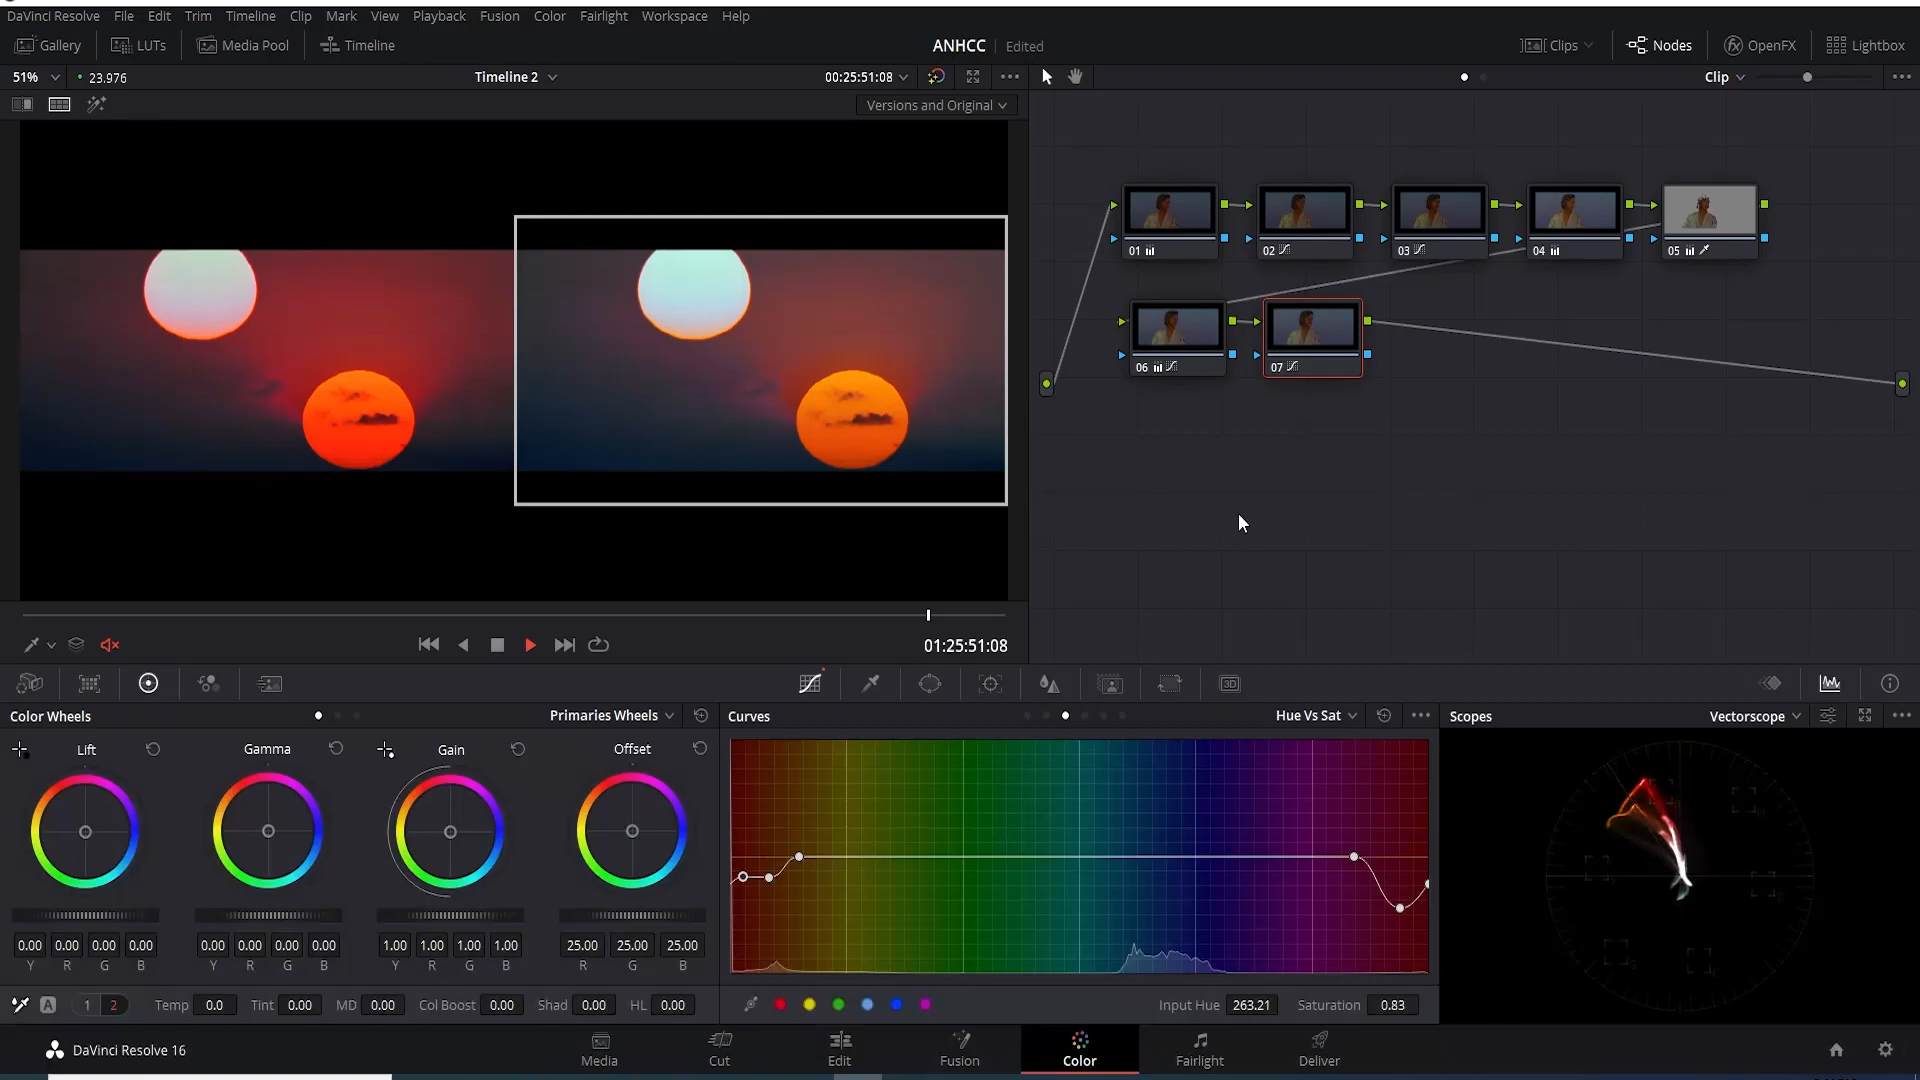 DaVinci Resolve File Edit Trim Timeline Clip Mark View Playback Fusion Color Fairlight Workspace Help
Gallery LUTs Media Pool Timeline ANHCC Edited Clips Nodes OpenFX Lightbox
51% 23.976 Timeline 2 00:25:51:08 Clip
Versions and Original
01 02 03 04 05
06 07
01:25:51:08
3D
Color Wheels Primaries Wheels Curves Hue Vs Sat Scopes Vectorscope
Lift Gamma Gain Offset
0.00 0.00 0.00 0.00 0.00 0.00 0.00 0.00 1.00 1.00 1.00 1.00 25.00 25.00 25.00
Y R G B Y R G B Y R G B R G B
A 1 2 Temp 0.0 Tint 0.00 MD 0.00 Col Boost 0.00 Shad 0.00 HL 0.00 Input Hue 263.21 Saturation 0.83
DaVinci Resolve 16 Media Cut Edit Fusion Color Fairlight Deliver